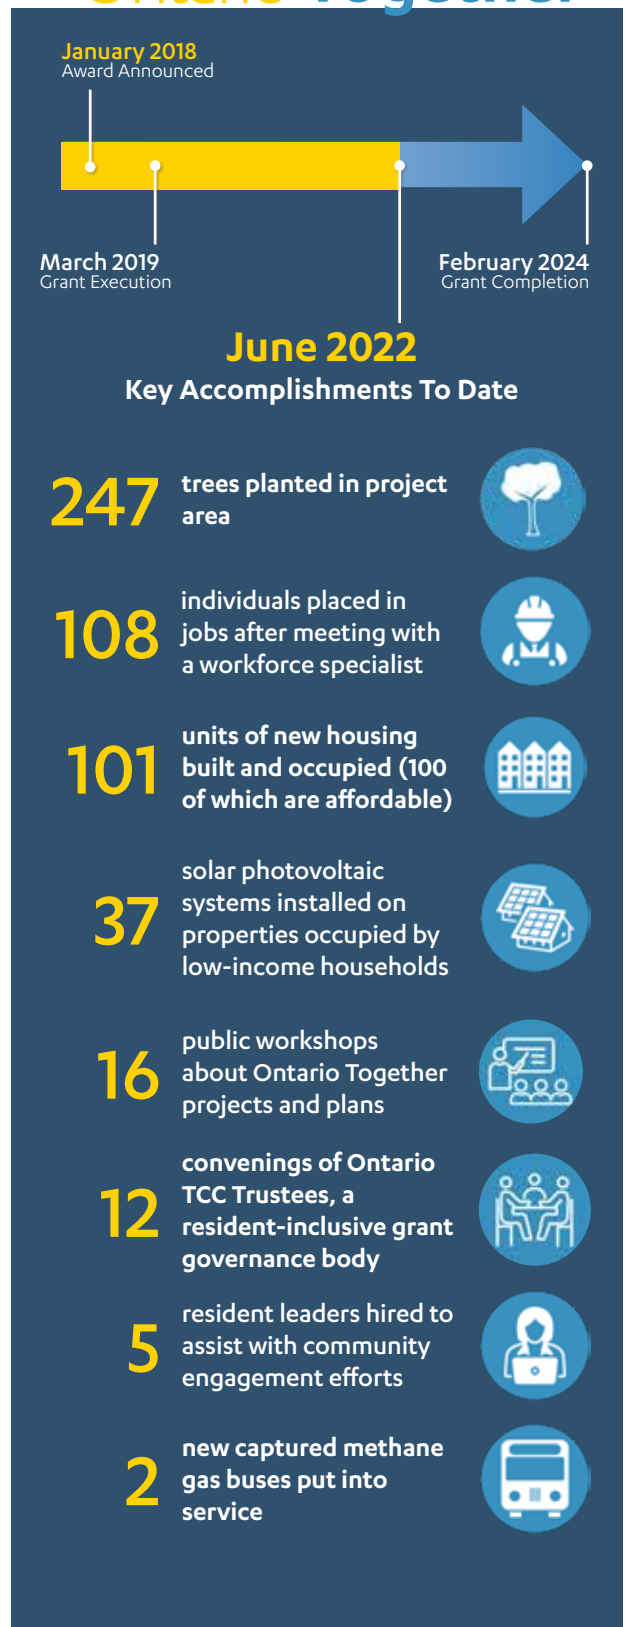 Ontario Together
January 2018
Award Announced
March 2019
Grant Execution
February 2024
Grant Completion
June 2022
Key Accomplishments To Date
247
trees planted in project
area
108
individuals placed in
jobs after meeting with
a workforce specialist
101
units of new housing
built and occupied (100
of which are affordable)
37
solar photovoltaic
systems installed on
properties occupied by
low-income households
16
public workshops
about Ontario Together
projects and plans
12
convenings of Ontario
TCC Trustees, a
resident-inclusive grant
governance body
5
resident leaders hired to
assist with community
engagement efforts
2
new captured methane
gas buses put into
service